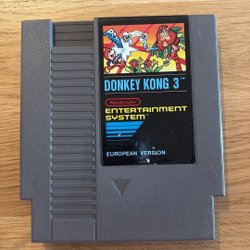 DONKEY KONG 3™
Nintendo
ENTERTAINMENT
SYSTEM™
EUROPEAN VERSION